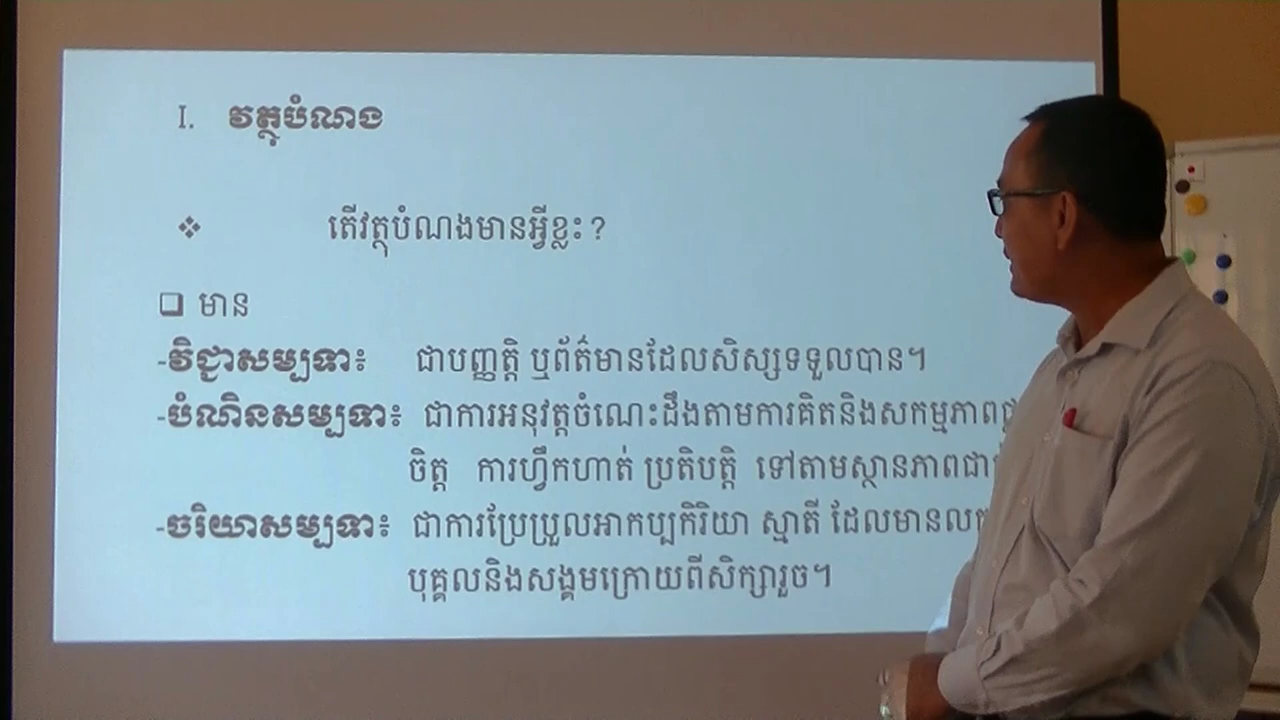 I. វត្ថុបំណង
❖ តើវត្ថុបំណងមានអ្វីខ្លះ?
❑ មាន
-វិជ្ជាសម្បទា៖ ជាបញ្ញត្តិ ឬព័ត៌មានដែលសិស្សទទួលបាន។
-បំណិនសម្បទា៖ ជាការអនុវត្តចំណេះដឹងតាមការគិតនិងសកម្មភាព
ចិត្ត ការហ្វឹកហាត់ ប្រតិបត្តិ ទៅតាមស្ថានភាព
-ចរិយាសម្បទា៖ ជាការប្រែប្រួលអាកប្បកិរិយា ស្មាតី ដែលមាន
បុគ្គលនិងសង្គមក្រោយពីសិក្សារួច។